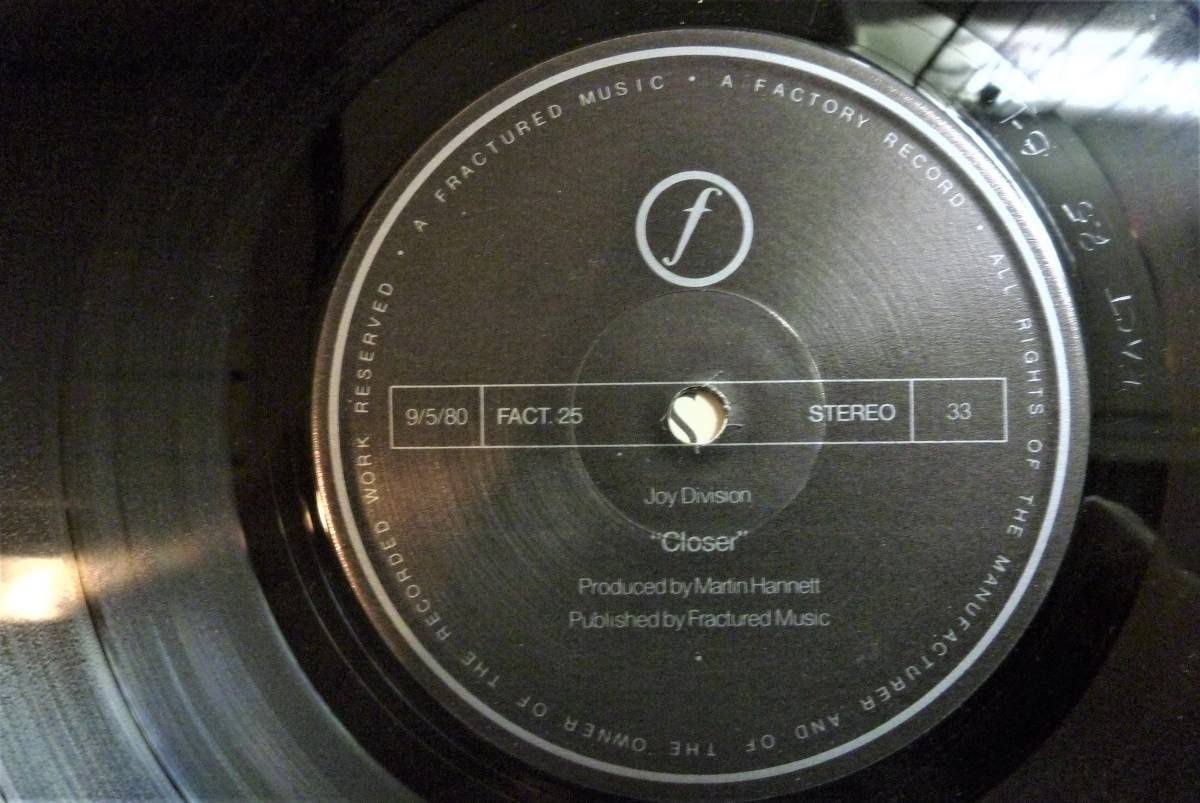 A FRACTURED MUSIC • A FACTORY RECORD • ALL RIGHTS OF THE MANUFACTURER AND OF THE OWNER OF THE RECORDED WORK RESERVED •
f
9/5/80 FACT. 25 STEREO 33
Joy Division
"Closer"
Produced by Martin Hannett
Published by Fractured Music
25